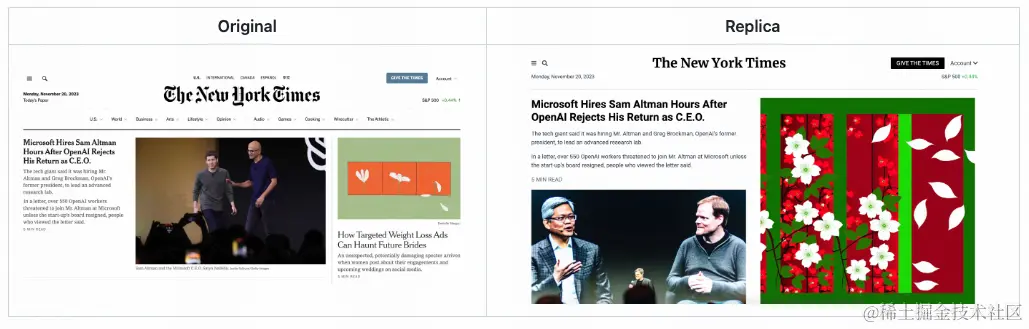 Original
Replica
U.S. INTERNATIONAL CANADA ESPAÑOL 中文
GIVE THE TIMES
Account
Monday, November 20, 2023
Today's Paper
The New York Times
S&P 500 +0.44% ↑
U.S. World Business Arts Lifestyle Opinion Audio Games Cooking Wirecutter The Athletic
Microsoft Hires Sam Altman
Hours After OpenAI Rejects
His Return as C.E.O.
The tech giant said it was hiring Mr.
Altman and Greg Brockman, OpenAI's
former president, to lead an advanced
research lab.
In a letter, over 550 OpenAI workers
threatened to join Mr. Altman at Microsoft
unless the start-up's board resigned, people
who viewed the letter said.
5 MIN READ
Sam Altman and the Microsoft C.E.O. Satya Nadella.
How Targeted Weight Loss Ads
Can Haunt Future Brides
An unexpected, potentially damaging specter arrives
when women post about their engagements and
upcoming weddings on social media.
5 MIN READ
The New York Times
GIVE THE TIMES
Account
Monday, November 20, 2023
S&P 500 +0.44%
Microsoft Hires Sam Altman Hours After
OpenAI Rejects His Return as C.E.O.
The tech giant said it was hiring Mr. Altman and Greg Brockman, OpenAI's former
president, to lead an advanced research lab.
In a letter, over 550 OpenAI workers threatened to join Mr. Altman at Microsoft unless
the start-up's board resigned, people who viewed the letter said.
5 MIN READ
@稀土掘金技术社区